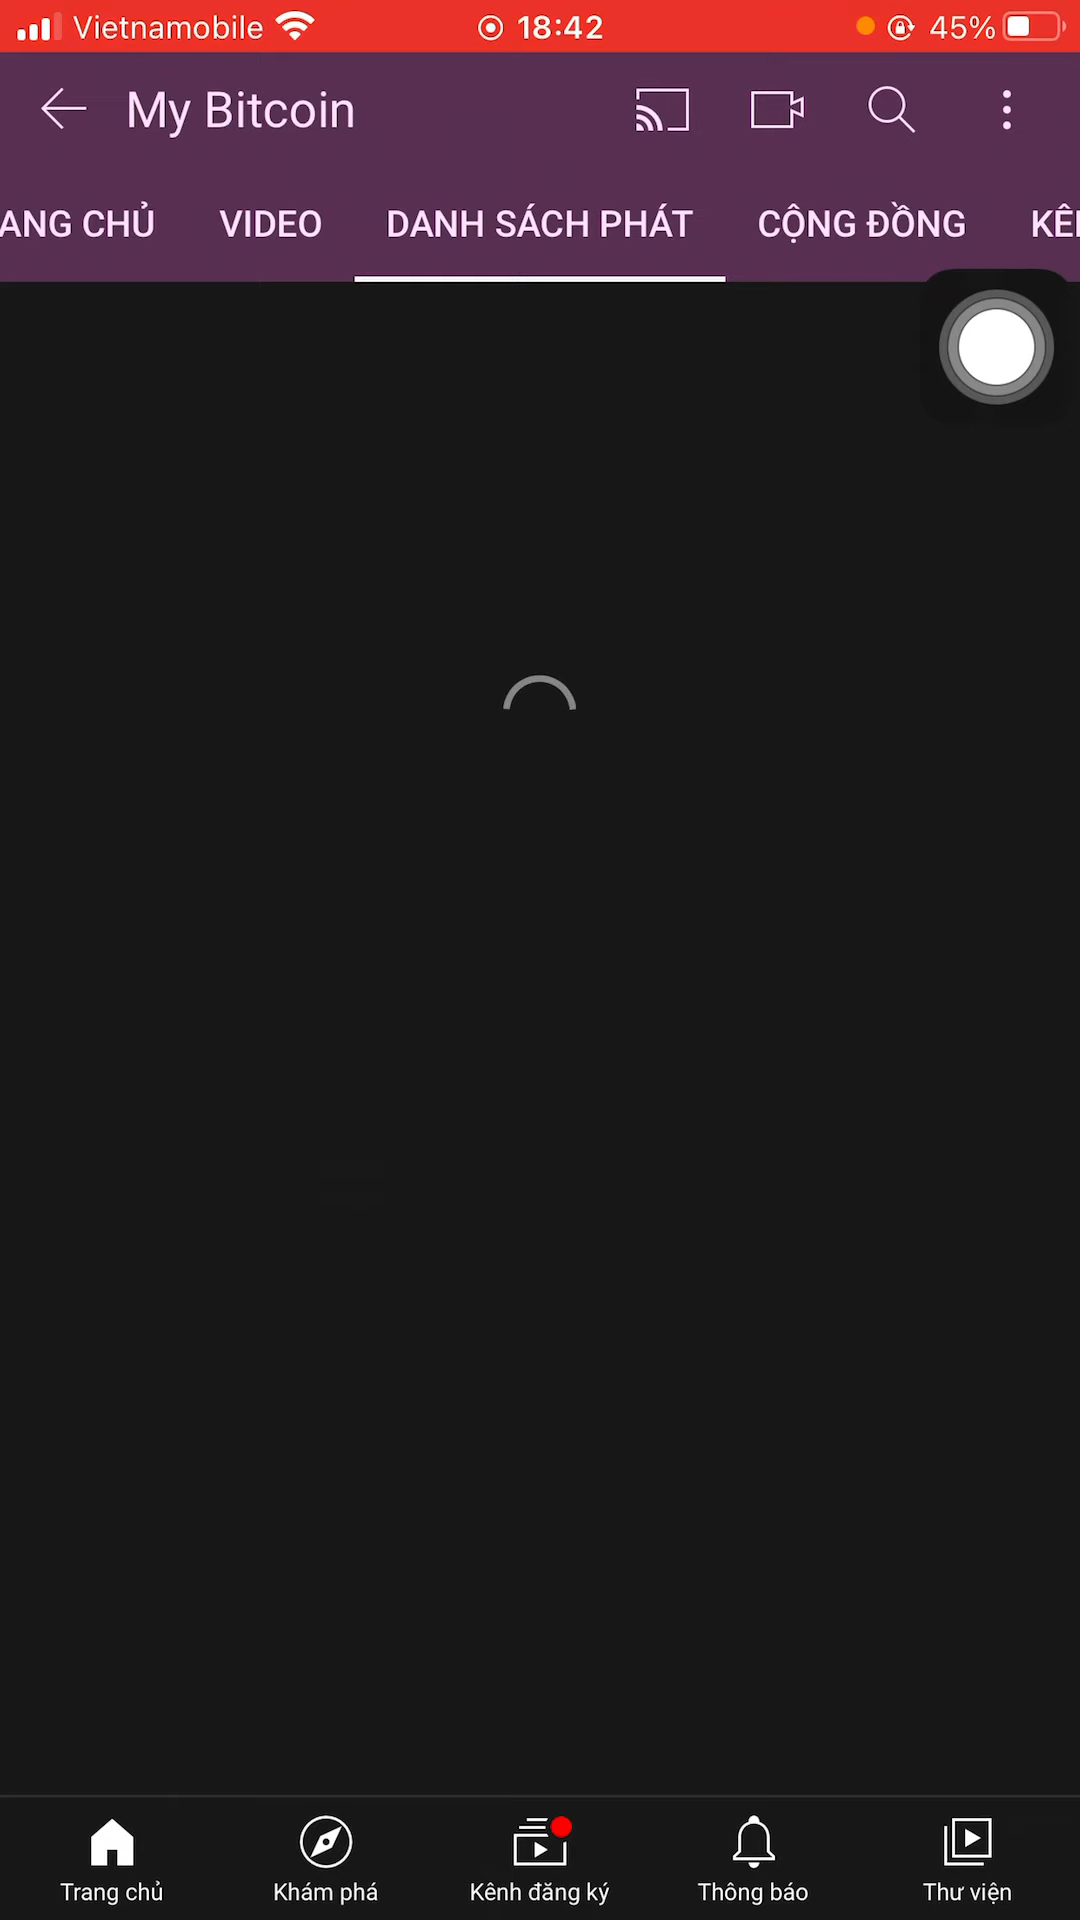 Vietnamobile 18:42 45%
My Bitcoin
ANG CHỦ VIDEO DANH SÁCH PHÁT CỘNG ĐỒNG KÊ
Trang chủ Khám phá Kênh đăng ký Thông báo Thư viện